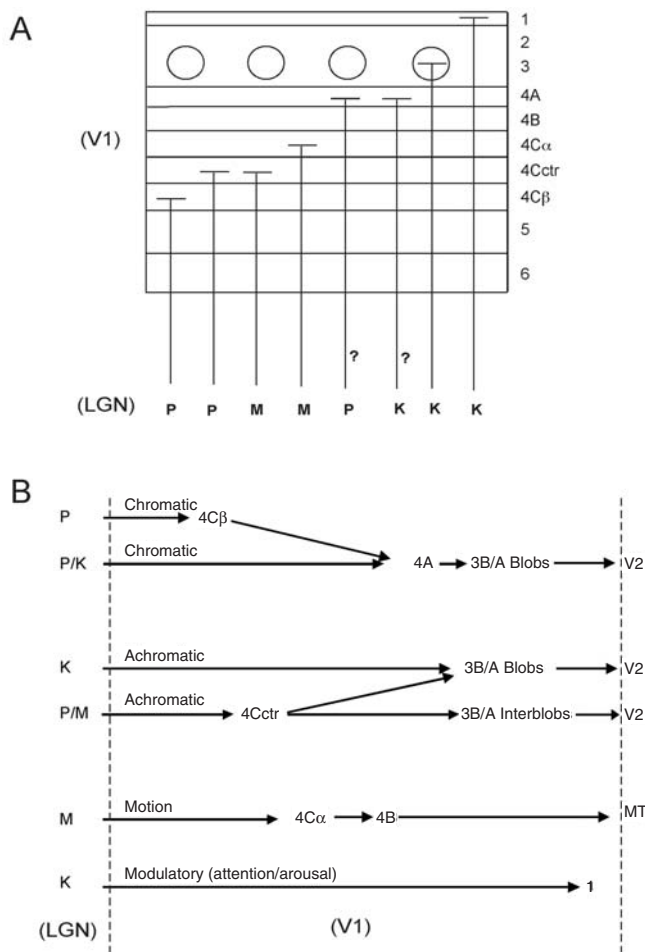 A
1
2
3
4A
4B
(V1)
4Cα
4Cctr
4Cβ
5
6
? ?
(LGN) P P M M P K K K
B
P Chromatic 4Cβ
P/K Chromatic 4A 3B/A Blobs V2
K Achromatic 3B/A Blobs V2
P/M Achromatic 4Cctr 3B/A Interblobs V2
M Motion 4Cα 4B MT
K Modulatory (attention/arousal) 1
(LGN) (V1)